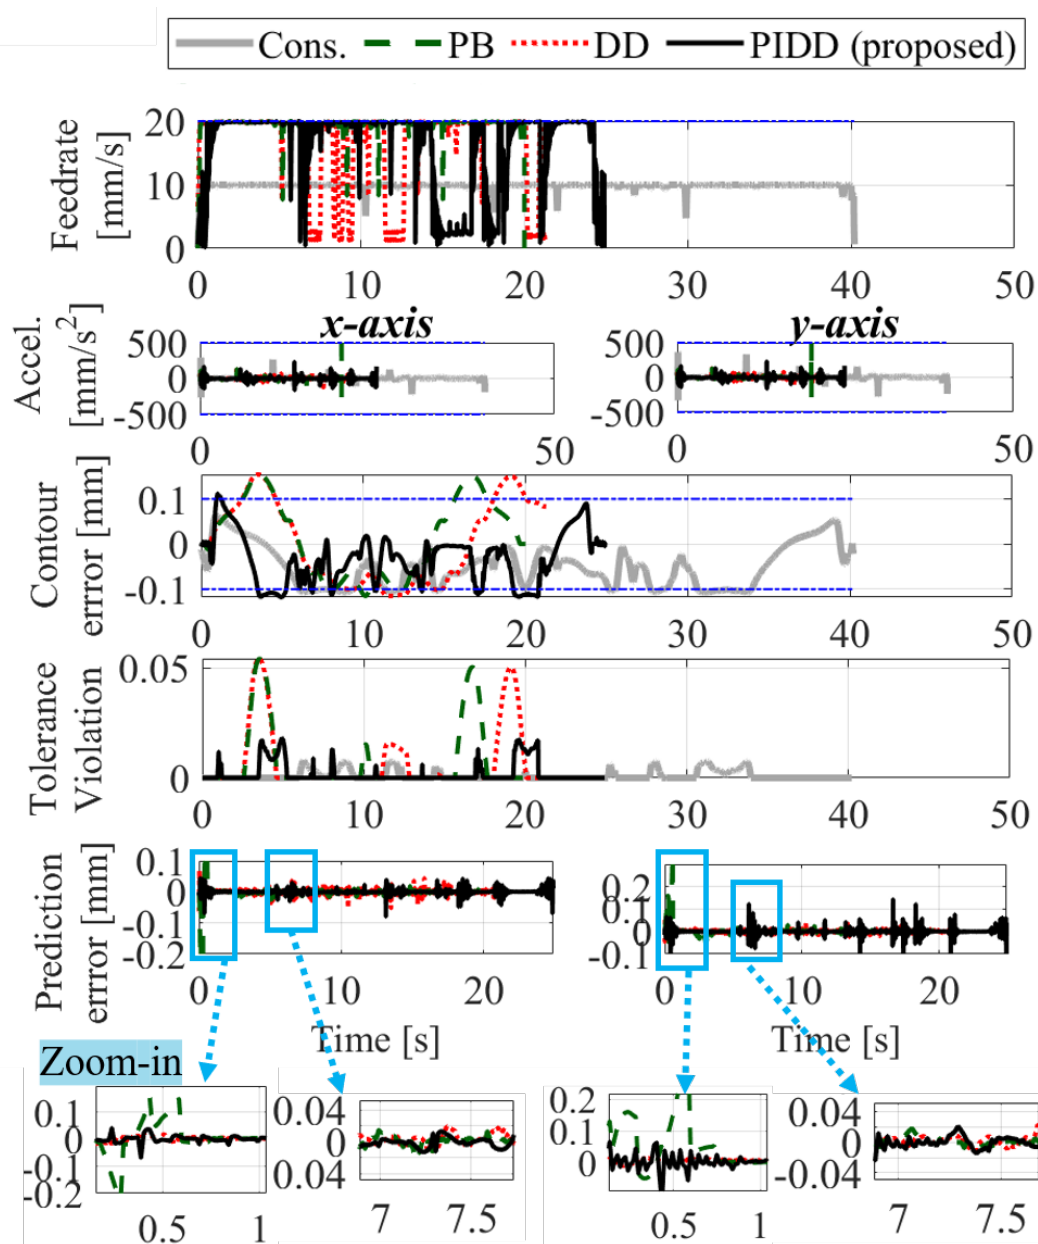 Cons. PB DD PIDD (proposed)
Feedrate
[mm/s]
20
10
0
0 10 20 30 40 50
Accel.
[mm/s²]
x-axis y-axis
500 500
0 0
-500 -500
0 50 0 50
Contour
errror [mm]
0.1
0
-0.1
0 10 20 30 40 50
Tolerance
Violation
0.05
0
0 10 20 30 40 50
Prediction
errror [mm]
0.1
0
-0.1
-0.2
0 10 20
Time [s]
0.2
0.1
0
-0.1
0 10 20
Time [s]
Zoom-in
0.1
0
-0.1
-0.2
0.5 1
0.04
0
0.04
7 7.5
0.2
0.1
0
0.5 1
0.04
0
-0.04
7 7.5